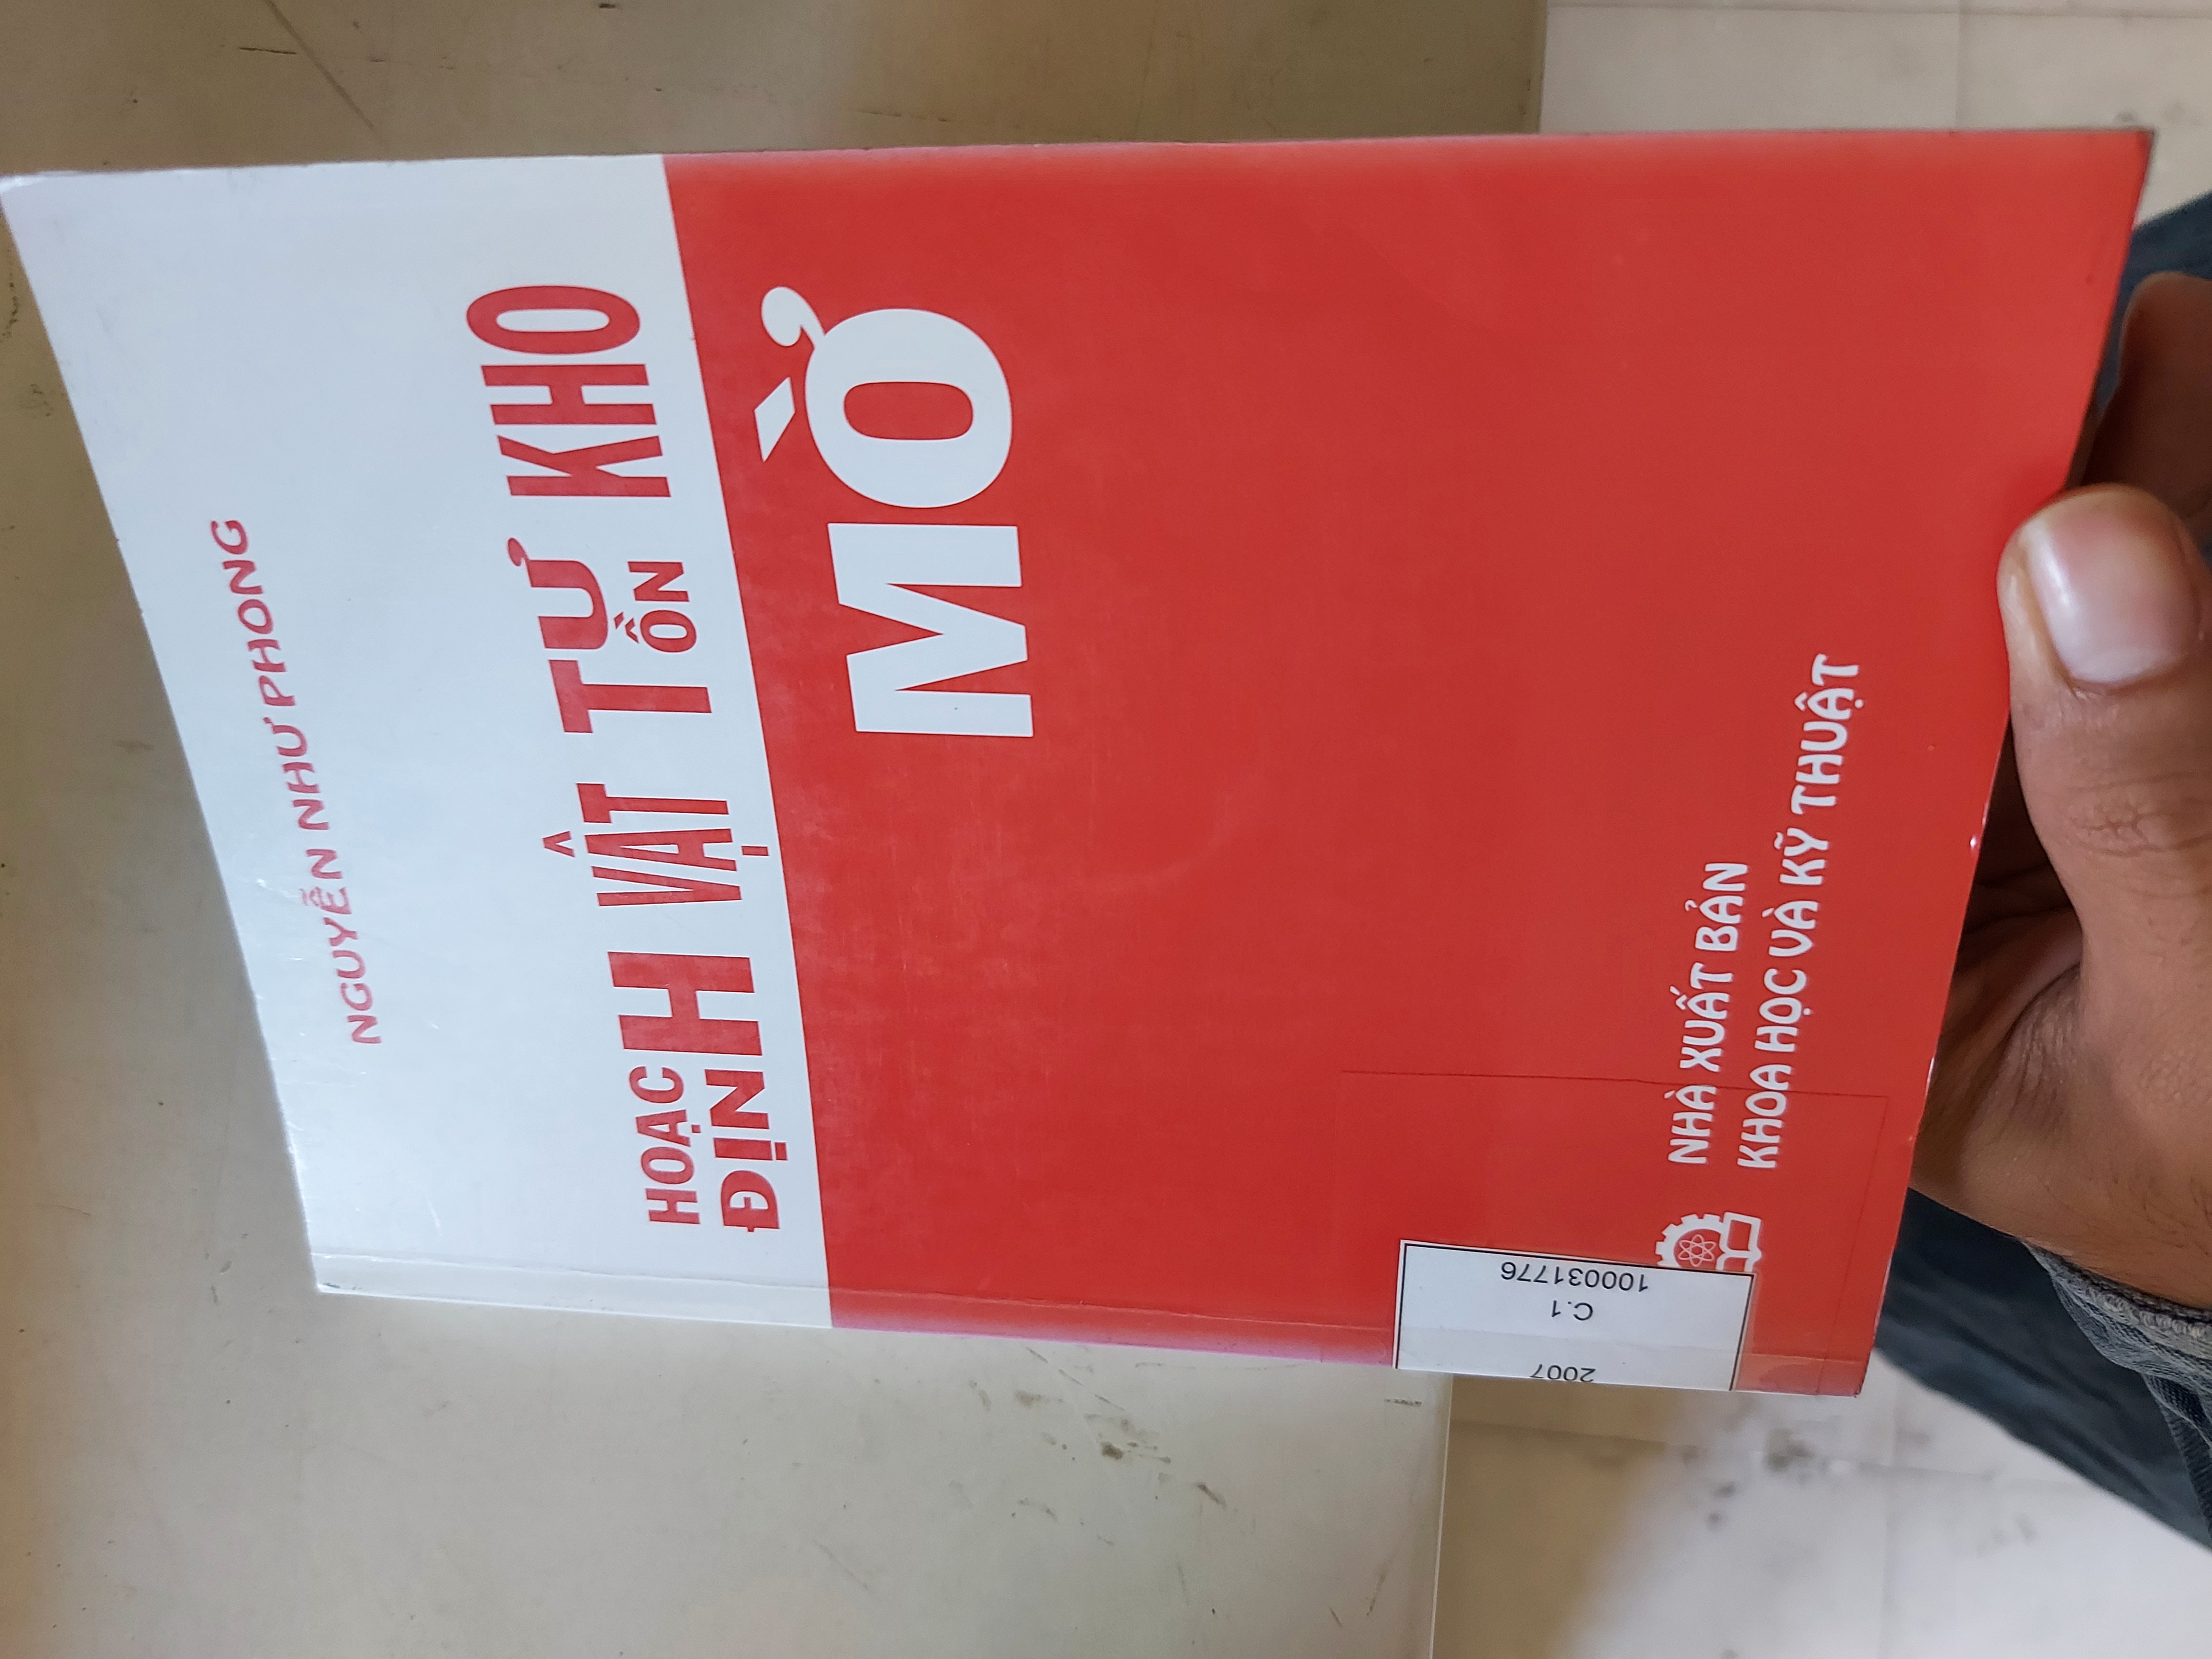 NGUYỄN NHƯ PHONG
HOẠCH ĐỊNH VẬT TƯ TỒN KHO
MỜ
2007
C.1
100031776
NHÀ XUẤT BẢN
KHOA HỌC VÀ KỸ THUẬT